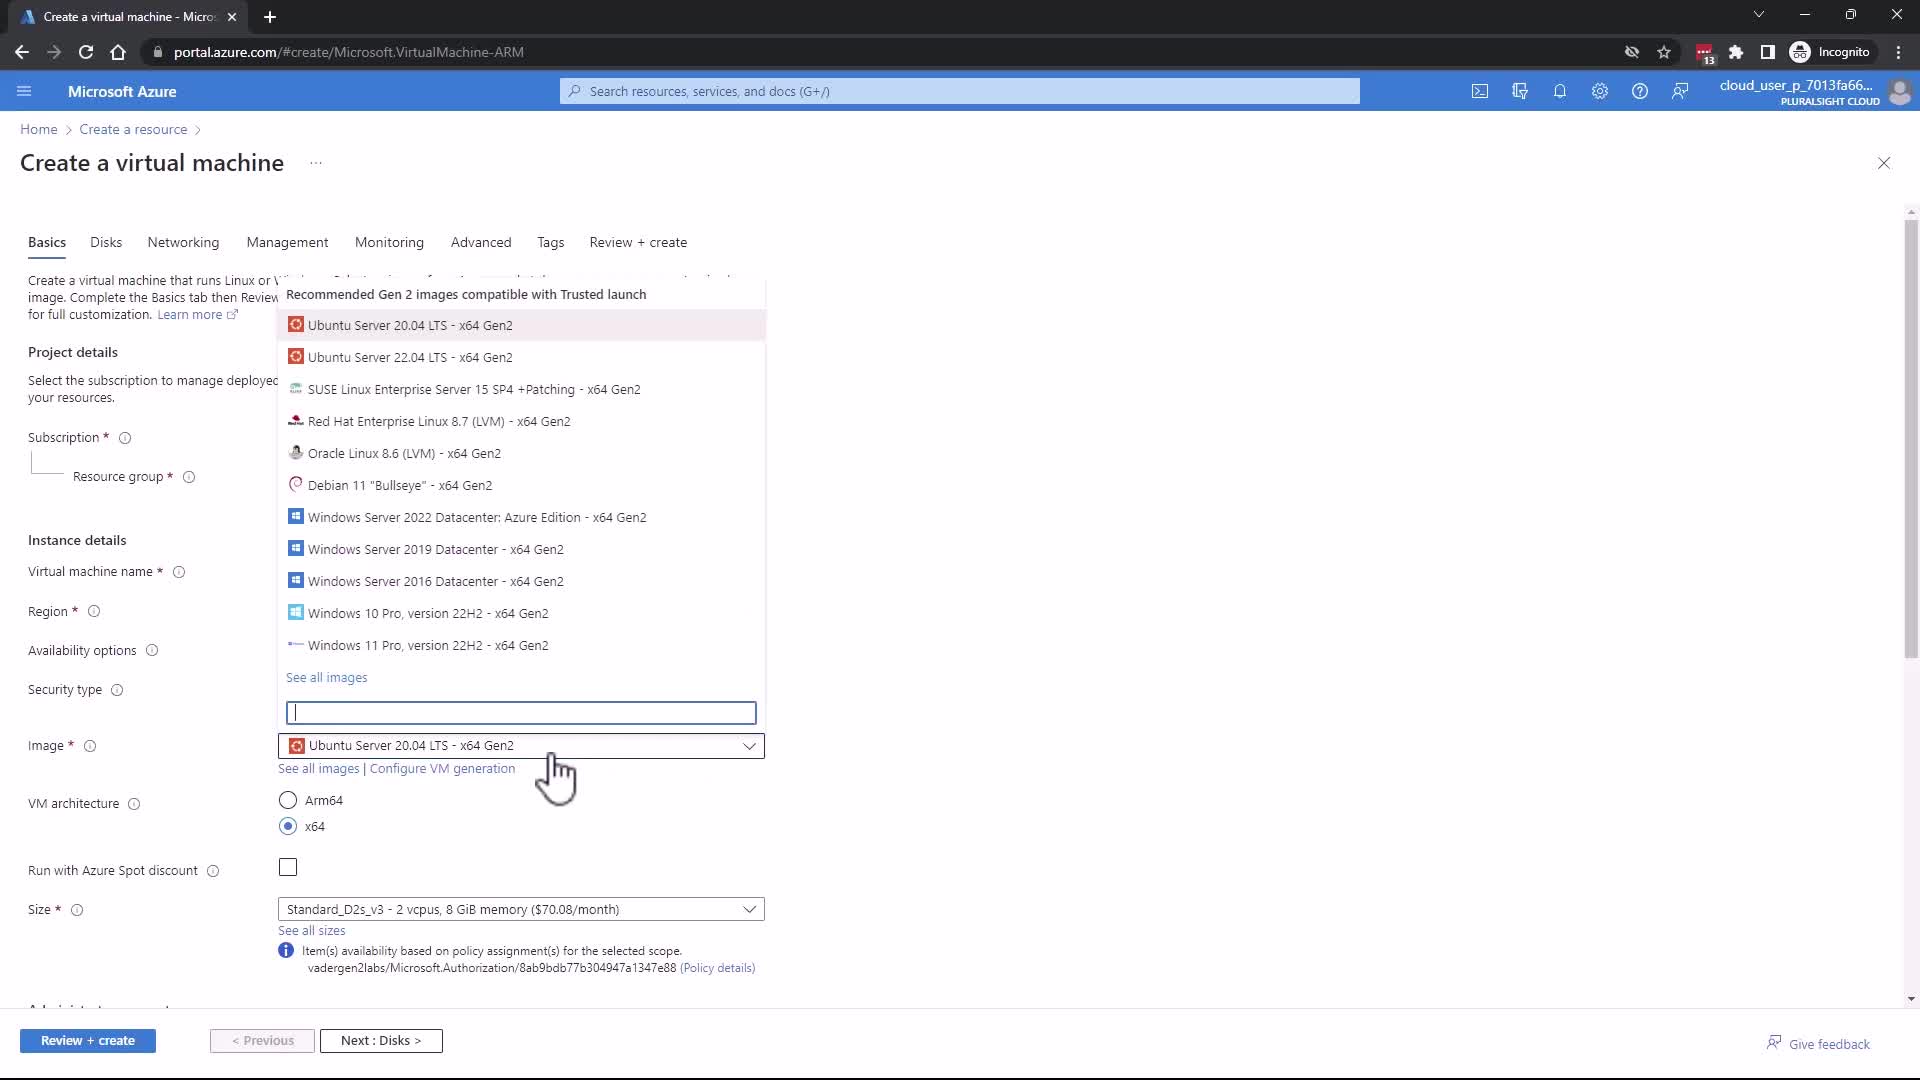 Create a virtual machine - Micros
portal.azure.com/#create/Microsoft.VirtualMachine-ARM
13
Incognito
Microsoft Azure
Search resources, services, and docs (G+/)
cloud_user_p_7013fa66...
PLURALSIGHT CLOUD
Home > Create a resource >
Create a virtual machine ...
Basics Disks Networking Management Monitoring Advanced Tags Review + create
Create a virtual machine that runs Linux or
image. Complete the Basics tab then Review
for full customization. Learn more
Project details
Select the subscription to manage deployed
your resources.
Subscription *
Resource group *
Instance details
Virtual machine name *
Region *
Availability options
Security type
Recommended Gen 2 images compatible with Trusted launch
Ubuntu Server 20.04 LTS - x64 Gen2
Ubuntu Server 22.04 LTS - x64 Gen2
SUSE Linux Enterprise Server 15 SP4 +Patching - x64 Gen2
Red Hat Enterprise Linux 8.7 (LVM) - x64 Gen2
Oracle Linux 8.6 (LVM) - x64 Gen2
Debian 11 "Bullseye" - x64 Gen2
Windows Server 2022 Datacenter: Azure Edition - x64 Gen2
Windows Server 2019 Datacenter - x64 Gen2
Windows Server 2016 Datacenter - x64 Gen2
Windows 10 Pro, version 22H2 - x64 Gen2
Windows 11 Pro, version 22H2 - x64 Gen2
See all images
Image *
Ubuntu Server 20.04 LTS - x64 Gen2
See all images | Configure VM generation
VM architecture
Arm64
x64
Run with Azure Spot discount
Size *
Standard_D2s_v3 - 2 vcpus, 8 GiB memory ($70.08/month)
See all sizes
Item(s) availability based on policy assignment(s) for the selected scope.
vadergen2labs/Microsoft.Authorization/8ab9bdb77b304947a1347e88 (Policy details)
Review + create
< Previous
Next : Disks >
Give feedback